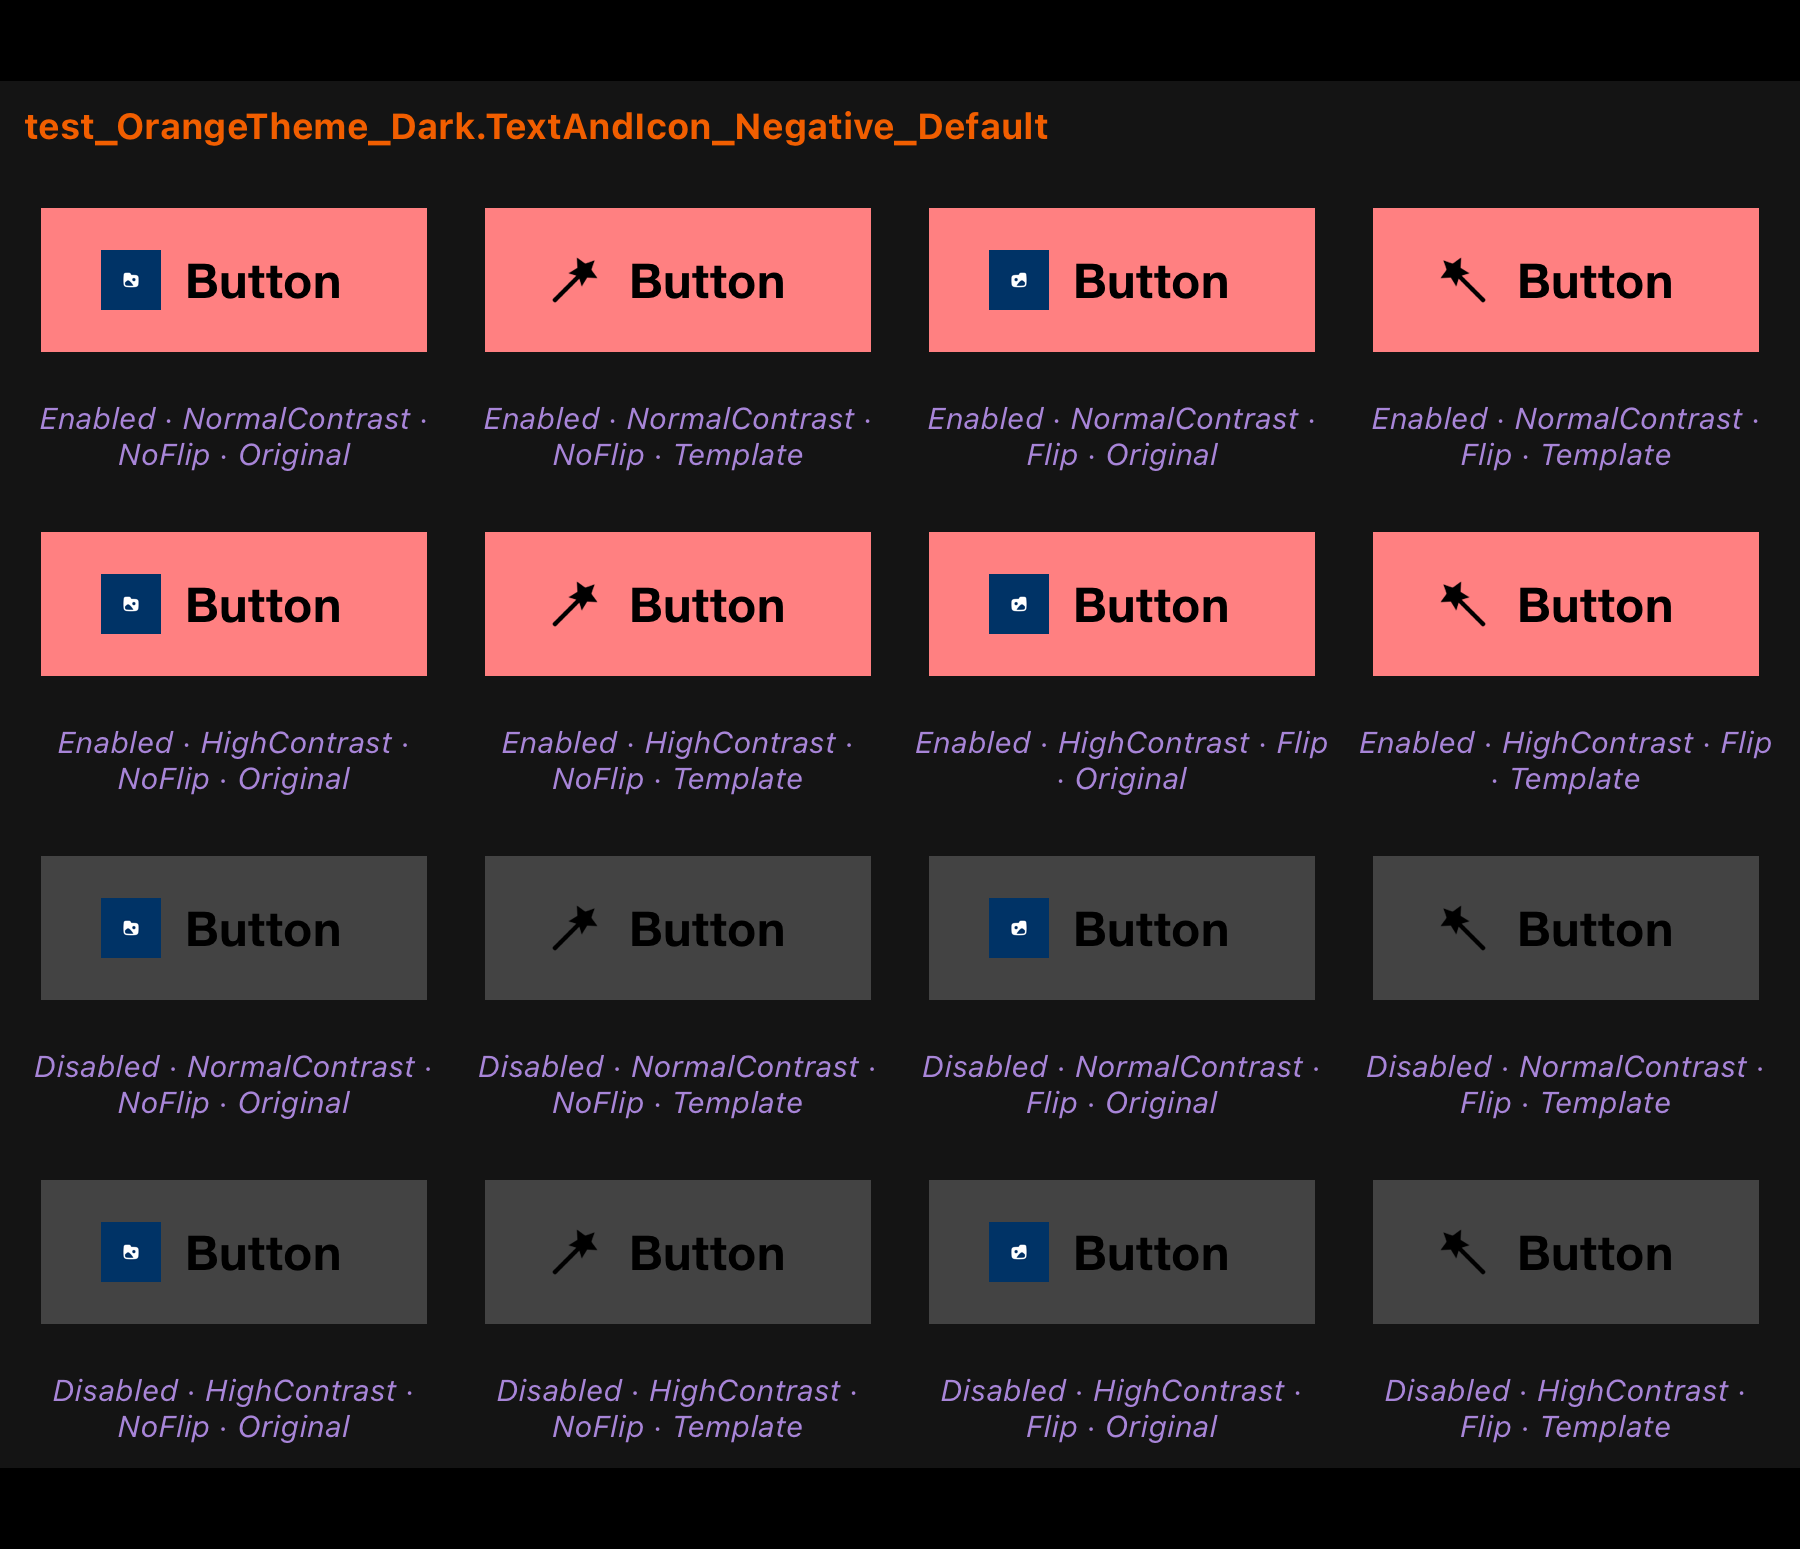 test_OrangeTheme_Dark.TextAndIcon_Negative_Default
Button
Button
Button
Button
Enabled · NormalContrast ·
NoFlip · Original
Enabled · NormalContrast ·
NoFlip · Template
Enabled · NormalContrast ·
Flip · Original
Enabled · NormalContrast ·
Flip · Template
Button
Button
Button
Button
Enabled · HighContrast ·
NoFlip · Original
Enabled · HighContrast ·
NoFlip · Template
Enabled · HighContrast · Flip
· Original
Enabled · HighContrast · Flip
· Template
Button
Button
Button
Button
Disabled · NormalContrast ·
NoFlip · Original
Disabled · NormalContrast ·
NoFlip · Template
Disabled · NormalContrast ·
Flip · Original
Disabled · NormalContrast ·
Flip · Template
Button
Button
Button
Button
Disabled · HighContrast ·
NoFlip · Original
Disabled · HighContrast ·
NoFlip · Template
Disabled · HighContrast ·
Flip · Original
Disabled · HighContrast ·
Flip · Template